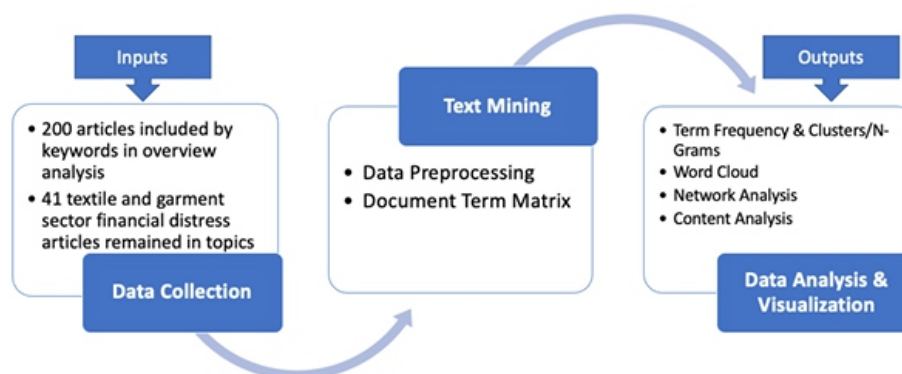 Inputs
• 200 articles included by
keywords in overview
analysis
• 41 textile and garment
sector financial distress
articles remained in topics
Data Collection
Text Mining
• Data Preprocessing
• Document Term Matrix
Outputs
• Term Frequency & Clusters/N-
Grams
• Word Cloud
• Network Analysis
• Content Analysis
Data Analysis &
Visualization